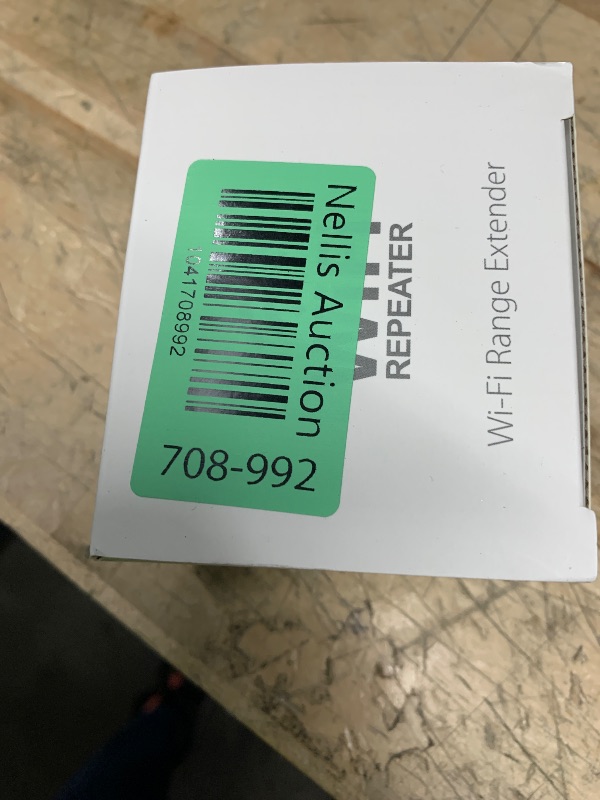 Nellis Auction
1041708992
708-992
REPEATER
Wi-Fi Range Extender